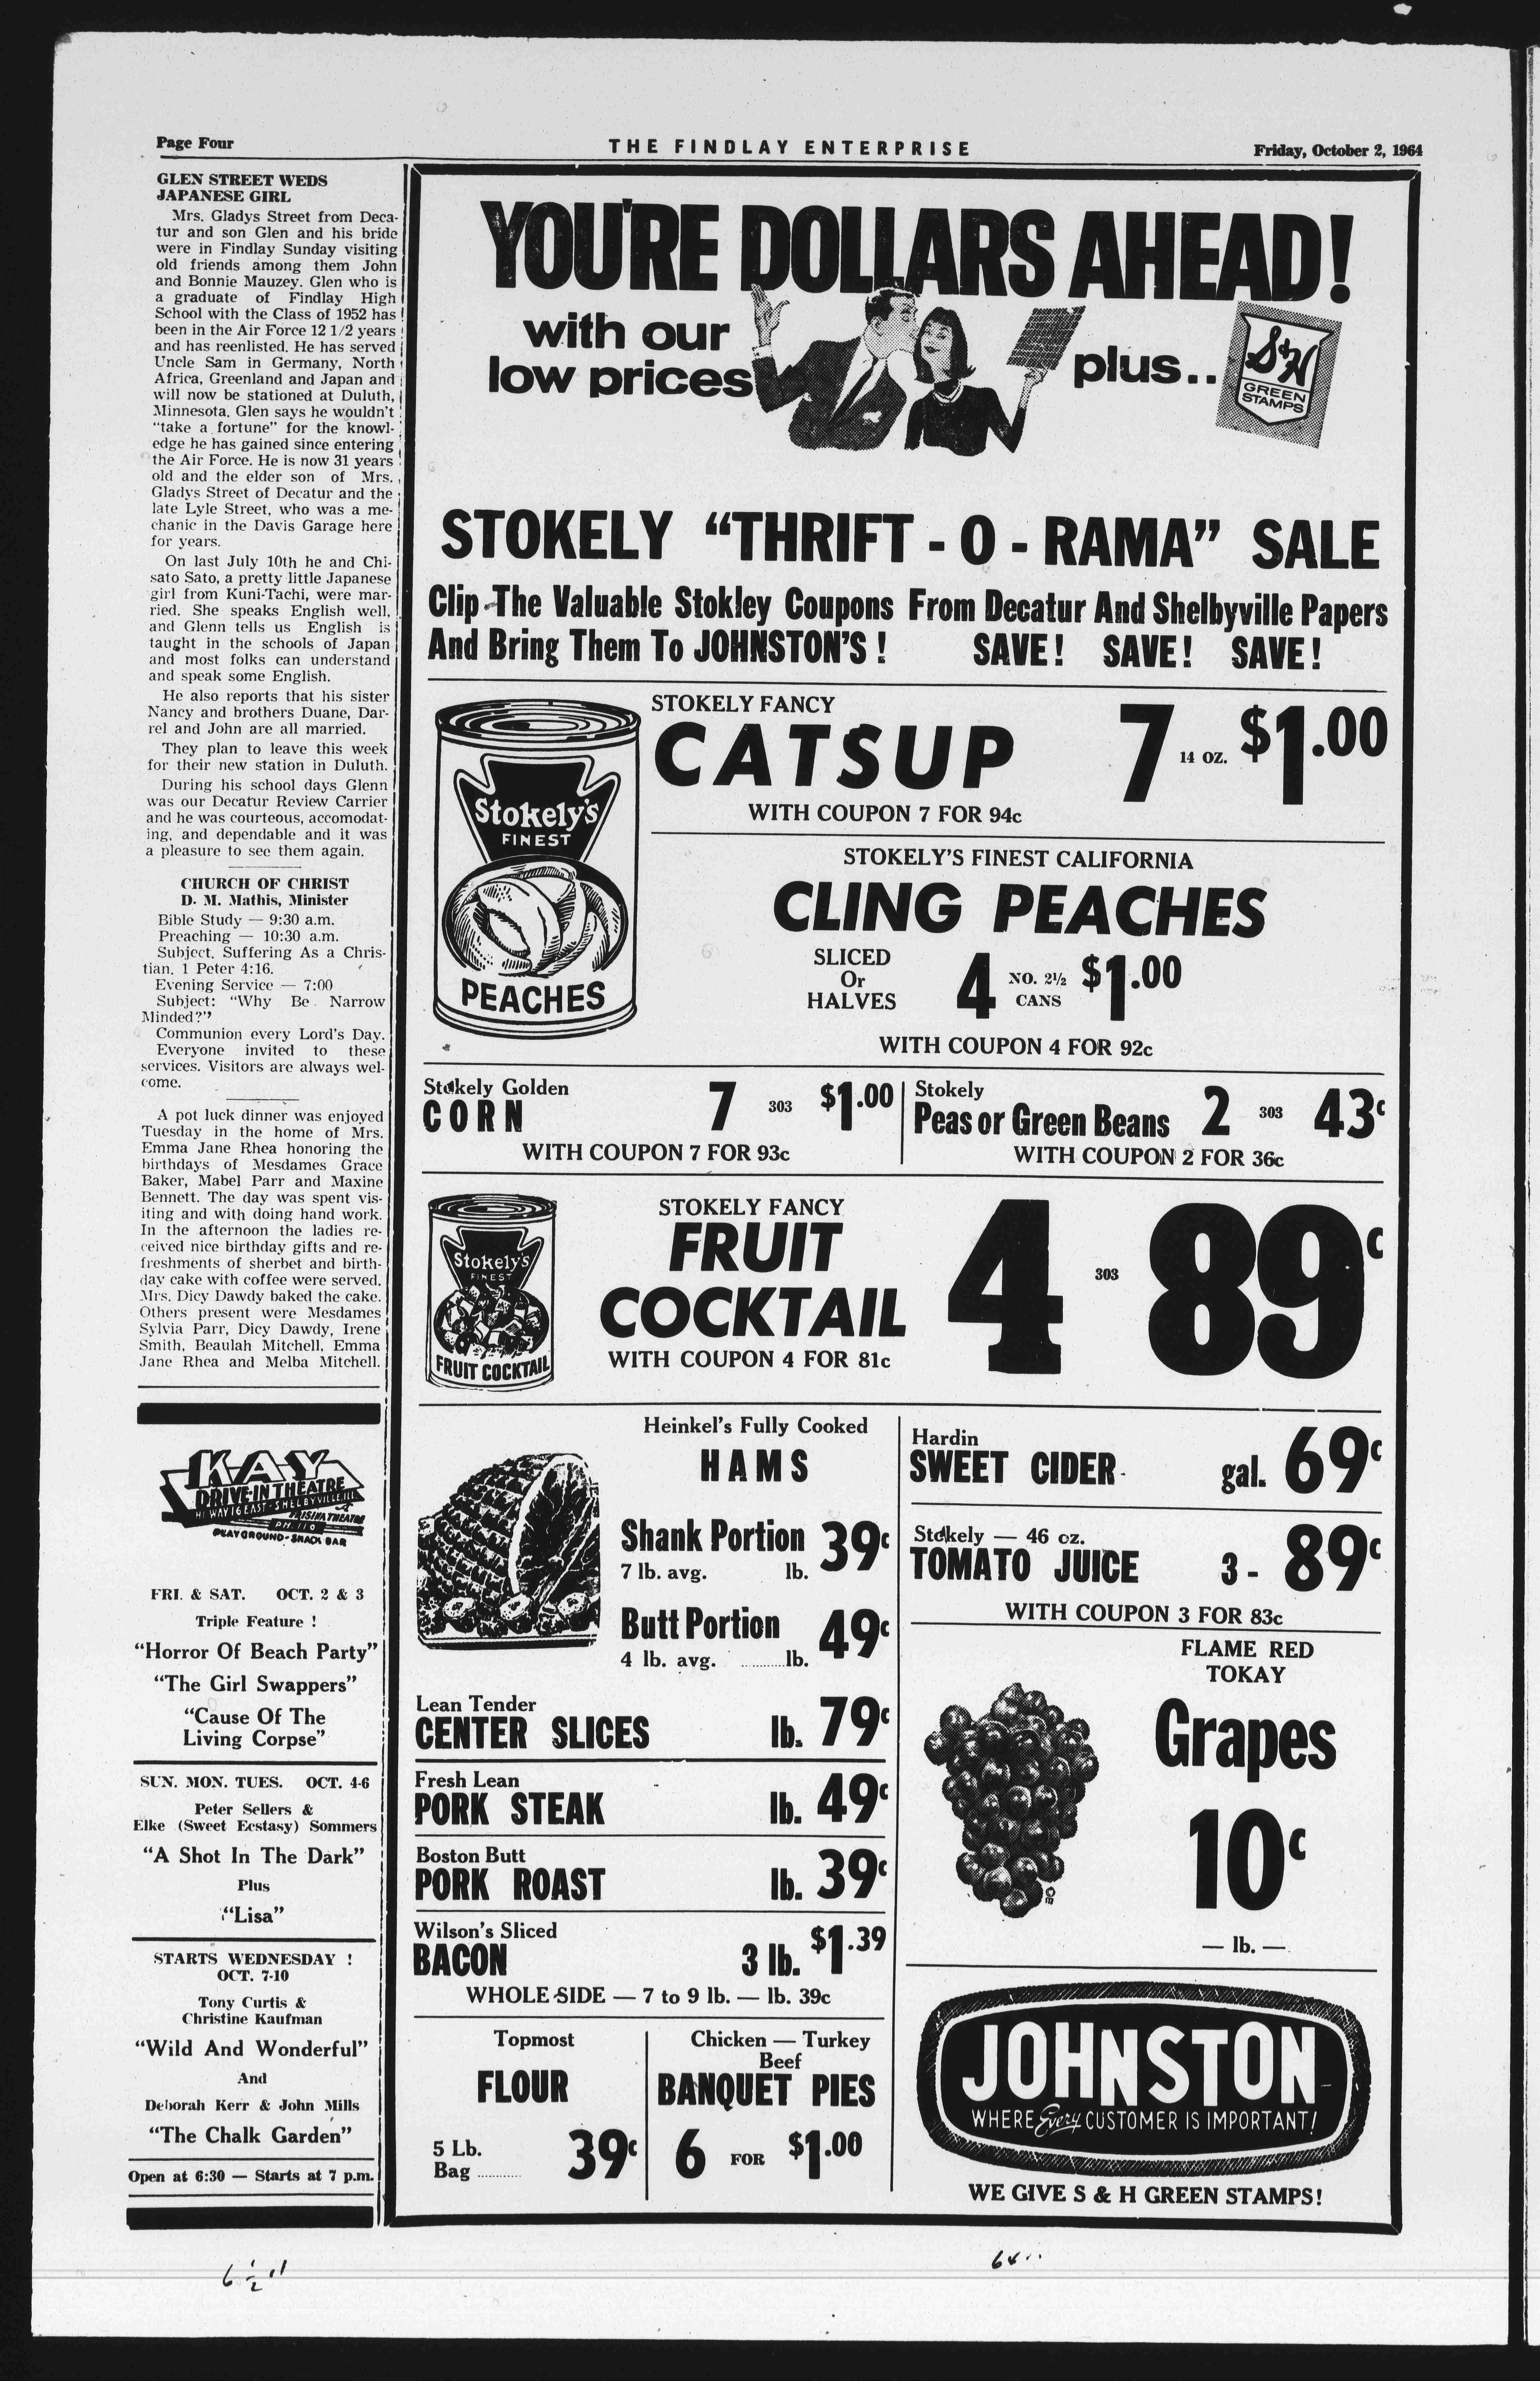 Page Four
THE FINDLAY ENTERPRISE
Friday, October 2, 1964
GLEN STREET WEDS
JAPANESE GIRL
Mrs. Gladys Street from Deca-
tur and son Glen and his bride
were in Findlay Sunday visiting
old friends among them John
and Bonnie Mauzey. Glen who is
a graduate of Findlay High
School with the Class of 1952 has
been in the Air Force 12 1/2 years
and has reenlisted. He has served
Uncle Sam in Germany, North
Africa, Greenland and Japan and
will now be stationed at Duluth,
Minnesota. Glen says he wouldn't
"take a fortune" for the knowl-
edge he has gained since entering
the Air Force. He is now 31 years
old and the elder son of Mrs.
Gladys Street of Decatur and the
late Lyle Street, who was a me-
chanic in the Davis Garage here
for years.
On last July 10th he and Chi-
sato Sato, a pretty little Japanese
girl from Kuni-Tachi, were mar-
ried. She speaks English well,
and Glenn tells us English is
taught in the schools of Japan
and most folks can understand
and speak some English.
He also reports that his sister
Nancy and brothers Duane, Dar-
rel and John are all married.
They plan to leave this week
for their new station in Duluth.
During his school days Glenn
was our Decatur Review Carrier
and he was courteous, accomodat-
ing, and dependable and it was
a pleasure to see them again.
CHURCH OF CHRIST
D. M. Mathis, Minister
Bible Study — 9:30 a.m.
Preaching — 10:30 a.m.
Subject. Suffering As a Chris-
tian. 1 Peter 4:16.
Evening Service — 7:00
Subject: "Why Be Narrow
Minded?"
Communion every Lord's Day.
Everyone invited to these
services. Visitors are always wel-
come.
A pot luck dinner was enjoyed
Tuesday in the home of Mrs.
Emma Jane Rhea honoring the
birthdays of Mesdames Grace
Baker, Mabel Parr and Maxine
Bennett. The day was spent vis-
iting and with doing hand work.
In the afternoon the ladies re-
ceived nice birthday gifts and re-
freshments of sherbet and birth-
day cake with coffee were served.
Mrs. Dicy Dawdy baked the cake.
Others present were Mesdames
Sylvia Parr, Dicy Dawdy, Irene
Smith, Beaulah Mitchell, Emma
Jane Rhea and Melba Mitchell.
KAY
DRIVE-IN THEATRE
HI WAY 16 EAST - SHELBYVILLE ILL
FRISINA THEATRE
PH. 110
PLAYGROUND - SNACK BAR
FRI. & SAT. OCT. 2 & 3
Triple Feature !
"Horror Of Beach Party"
"The Girl Swappers"
"Cause Of The
Living Corpse"
SUN. MON. TUES. OCT. 4-6
Peter Sellers &
Elke (Sweet Ecstasy) Sommers
"A Shot In The Dark"
Plus
"Lisa"
STARTS WEDNESDAY !
OCT. 7-10
Tony Curtis &
Christine Kaufman
"Wild And Wonderful"
And
Deborah Kerr & John Mills
"The Chalk Garden"
Open at 6:30 — Starts at 7 p.m.
YOU'RE DOLLARS AHEAD!
with our
low prices
plus..
S&H
GREEN
STAMPS
STOKELY "THRIFT - O - RAMA" SALE
Clip The Valuable Stokley Coupons From Decatur And Shelbyville Papers
And Bring Them To JOHNSTON'S ! SAVE! SAVE! SAVE!
Stokely's
FINEST
PEACHES
STOKELY FANCY
CATSUP 7 14 OZ. $1.00
WITH COUPON 7 FOR 94c
STOKELY'S FINEST CALIFORNIA
CLING PEACHES
SLICED
Or
HALVES
4 NO. 2½ CANS $1.00
WITH COUPON 4 FOR 92c
Stokely Golden
CORN 7 303 $1.00
WITH COUPON 7 FOR 93c
Stokely
Peas or Green Beans 2 303 43c
WITH COUPON 2 FOR 36c
Stokely's
FINEST
FRUIT COCKTAIL
STOKELY FANCY
FRUIT
COCKTAIL
4 303 89c
WITH COUPON 4 FOR 81c
Heinkel's Fully Cooked
HAMS
Shank Portion 39c
7 lb. avg. lb.
Butt Portion 49c
4 lb. avg. ..........lb.
Lean Tender
CENTER SLICES lb. 79c
Fresh Lean
PORK STEAK lb. 49c
Boston Butt
PORK ROAST lb. 39c
Wilson's Sliced
BACON 3 lb. $1.39
WHOLE SIDE — 7 to 9 lb. — lb. 39c
Topmost
FLOUR
5 Lb.
Bag .......... 39c
Chicken — Turkey
Beef
BANQUET PIES
6 FOR $1.00
Hardin
SWEET CIDER gal. 69c
Stokely — 46 oz.
TOMATO JUICE 3 - 89c
WITH COUPON 3 FOR 83c
FLAME RED
TOKAY
Grapes
10c
— lb. —
JOHNSTON
WHERE Every CUSTOMER IS IMPORTANT!
WE GIVE S & H GREEN STAMPS!
6 1/2"